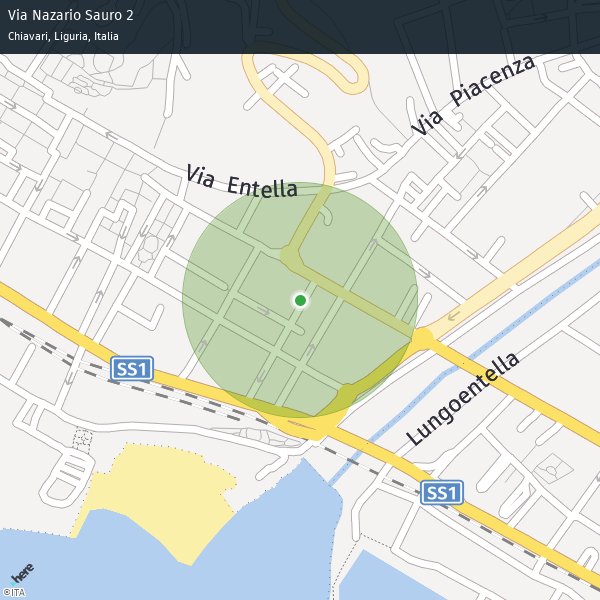 Via Nazario Sauro 2
Chiavari, Liguria, Italia
Via Piacenza
Via Entella
SS1
Lungoentella
SS1
here
©ITA